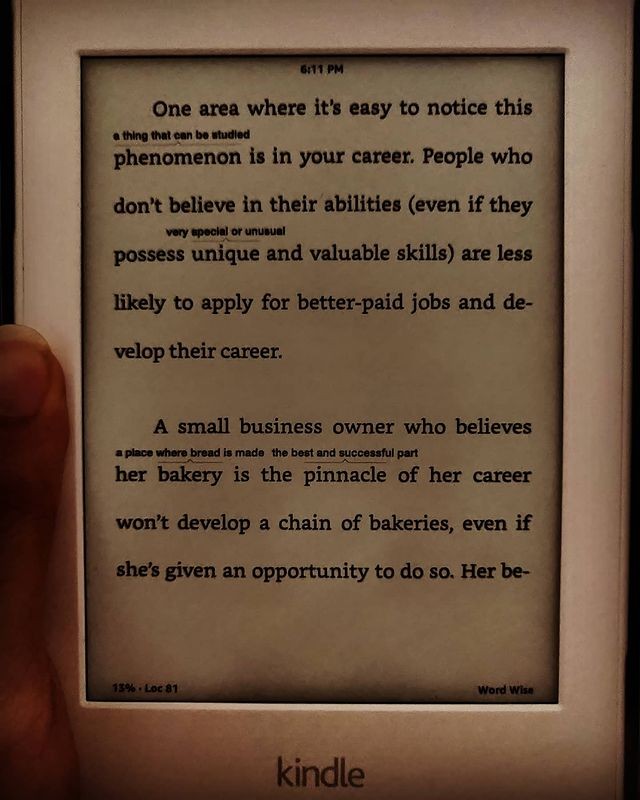 6:11 PM
One area where it's easy to notice this
a thing that can be studied
phenomenon is in your career. People who
don't believe in their abilities (even if they
very special or unusual
possess unique and valuable skills) are less
likely to apply for better-paid jobs and de-
velop their career.
A small business owner who believes
a place where bread is made the best and successful part
her bakery is the pinnacle of her career
won't develop a chain of bakeries, even if
she's given an opportunity to do so. Her be-
13% • Loc 81
Word Wise
kindle